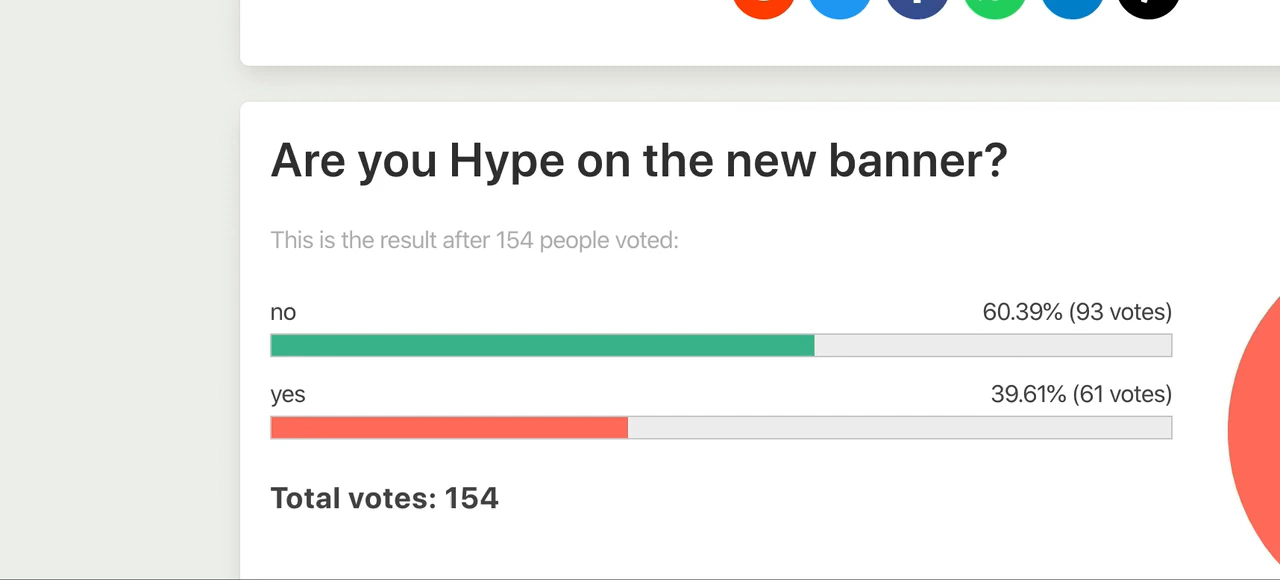 Are you Hype on the new banner?
This is the result after 154 people voted:
no 60.39% (93 votes)
yes 39.61% (61 votes)
Total votes: 154